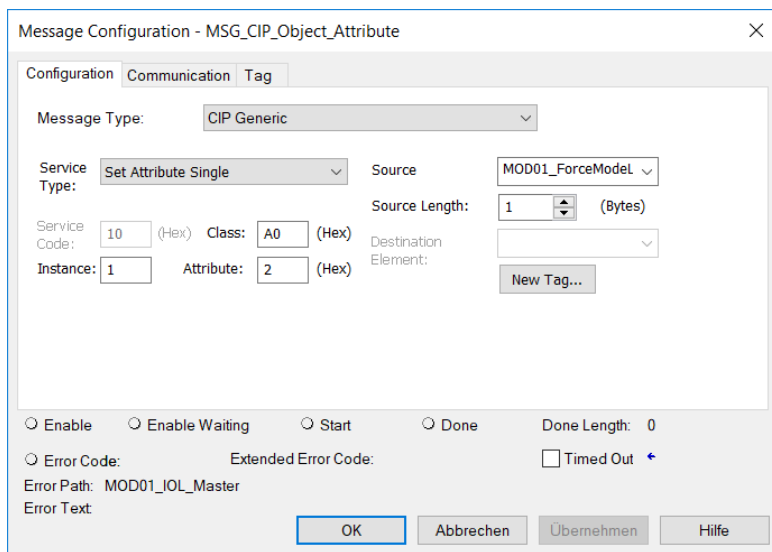 Message Configuration - MSG_CIP_Object_Attribute
Configuration Communication Tag
Message Type: CIP Generic
Service Type: Set Attribute Single
Source MOD01_ForceModeL
Source Length: 1 (Bytes)
Service Code: 10 (Hex) Class: A0 (Hex)
Destination Element:
Instance: 1 Attribute: 2 (Hex)
New Tag...
Enable Enable Waiting Start Done Done Length: 0
Error Code: Extended Error Code: Timed Out
Error Path: MOD01_IOL_Master
Error Text:
OK Abbrechen Übernehmen Hilfe